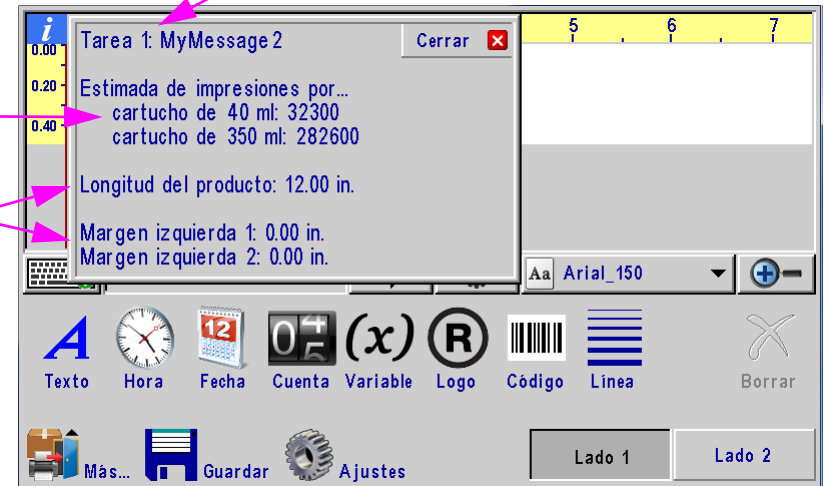 i
5 6 7
0.00
0.20
0.40
Tarea 1: MyMessage2
Cerrar
Estimada de impresiones por...
cartucho de 40 ml: 32300
cartucho de 350 ml: 282600
Longitud del producto: 12.00 in.
Margen izquierda 1: 0.00 in.
Margen izquierda 2: 0.00 in.
Aa Arial_150
A 12 (x) R
Texto Hora Fecha Cuenta Variable Logo Código Línea Borrar
Más... Guardar Ajustes Lado 1 Lado 2